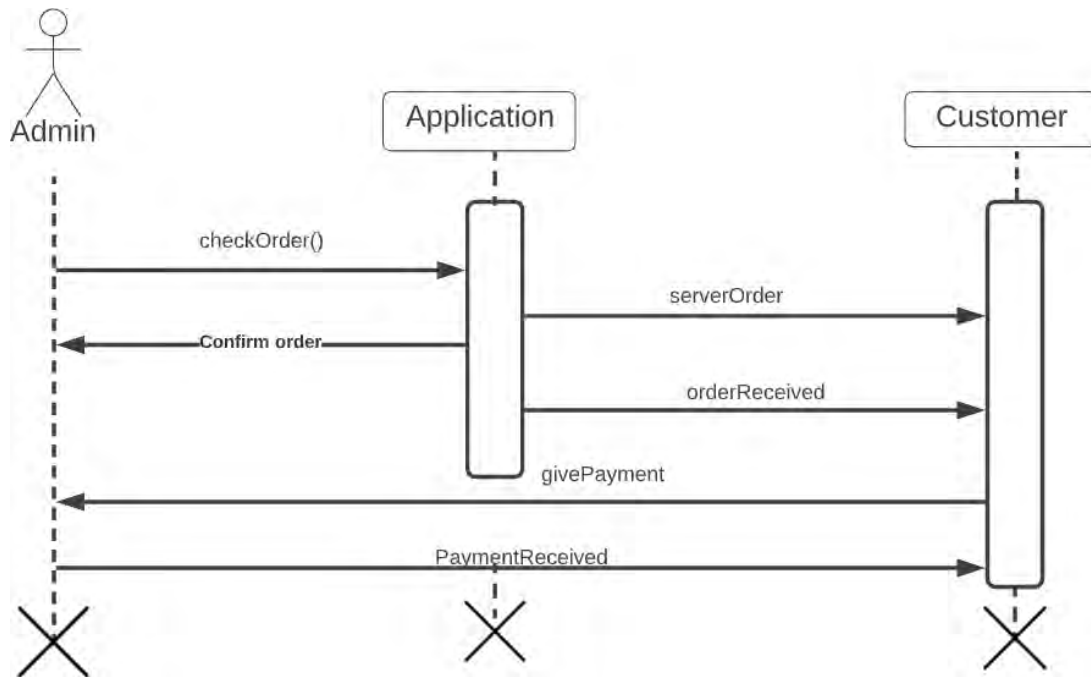 Admin
Application
Customer
checkOrder()
serverOrder
Confirm order
orderReceived
givePayment
PaymentReceived